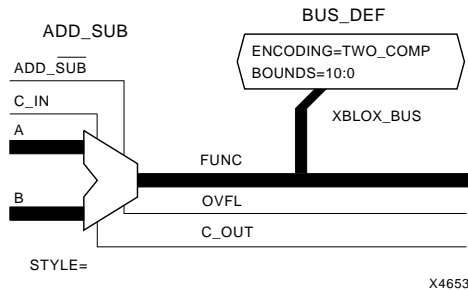 BUS_DEF
ADD_SUB
ENCODING=TWO_COMP
BOUNDS=10:0
ADD_SUB
C_IN
XBLOX_BUS
A
FUNC
B
OVFL
C_OUT
STYLE=
X4653